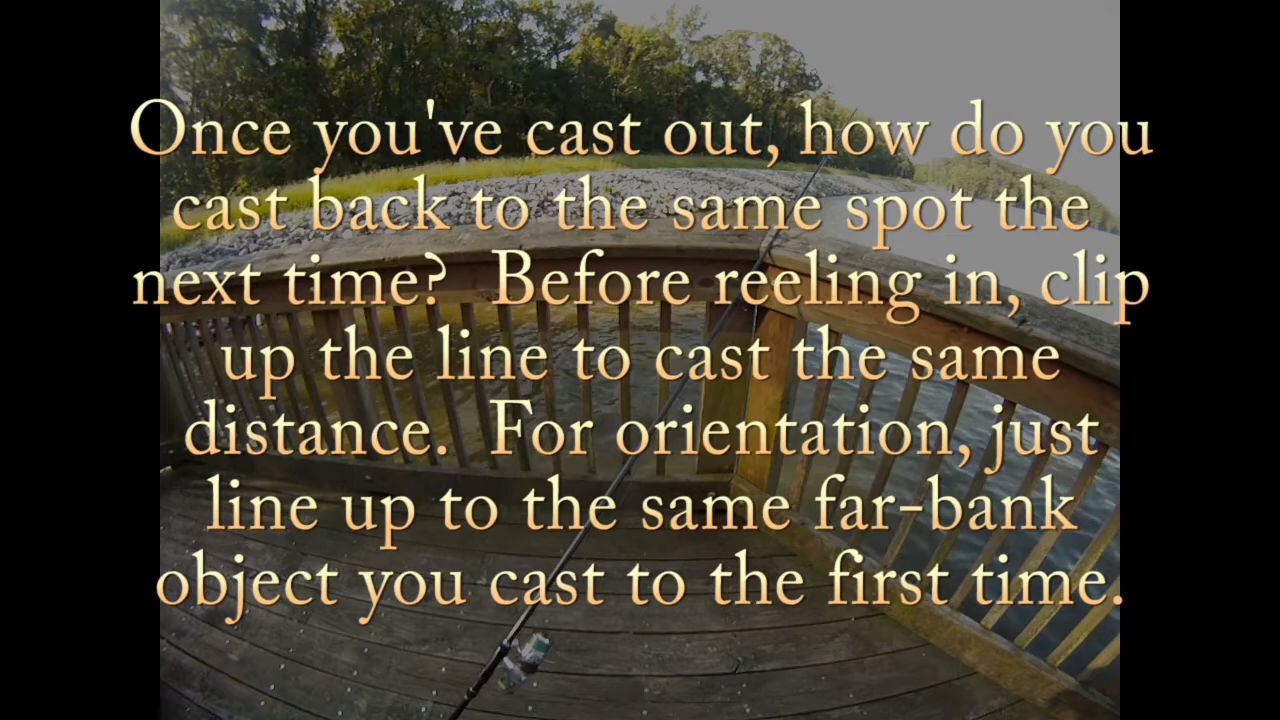 Once you've cast out, how do you
cast back to the same spot the
next time?  Before reeling in, clip
up the line to cast the same
distance.  For orientation, just
line up to the same far-bank
object you cast to the first time.